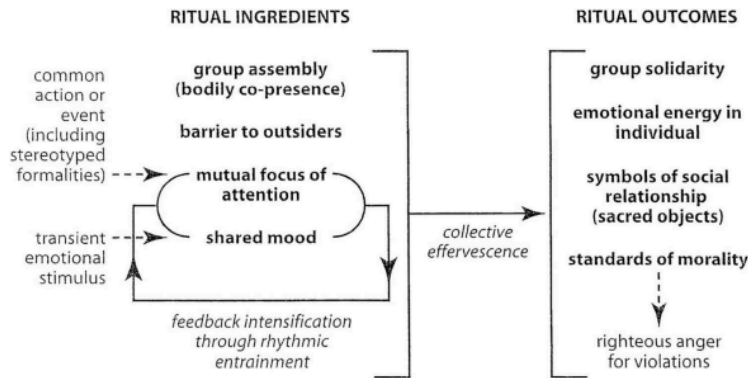 RITUAL INGREDIENTS
RITUAL OUTCOMES
common
action or
event
(including
stereotyped
formalities)
transient
emotional
stimulus
group assembly
(bodily co-presence)
barrier to outsiders
mutual focus of
attention
shared mood
feedback intensification
through rhythmic
entrainment
collective
effervescence
group solidarity
emotional energy in
individual
symbols of social
relationship
(sacred objects)
standards of morality
righteous anger
for violations